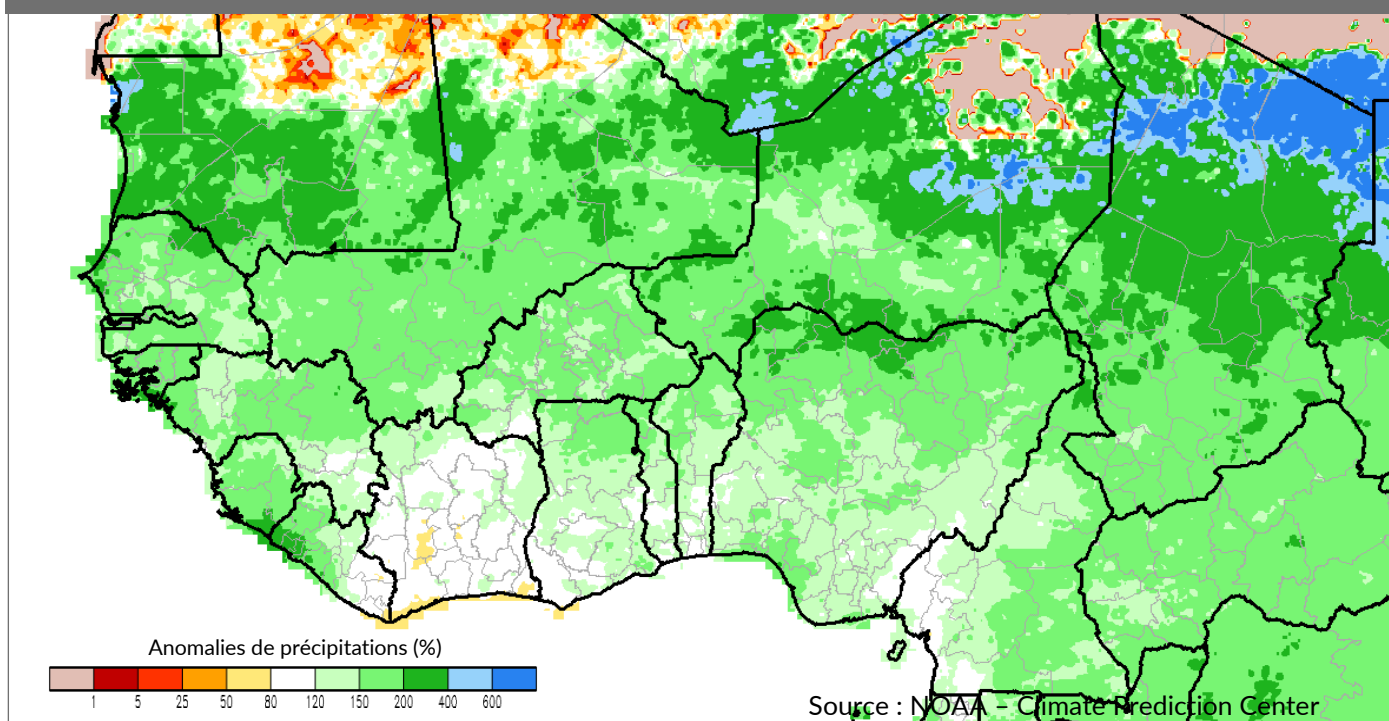 Anomalies de précipitations (%)
1 5 25 50 80 120 150 200 400 600
Source : NOAA – Climate Prediction Center